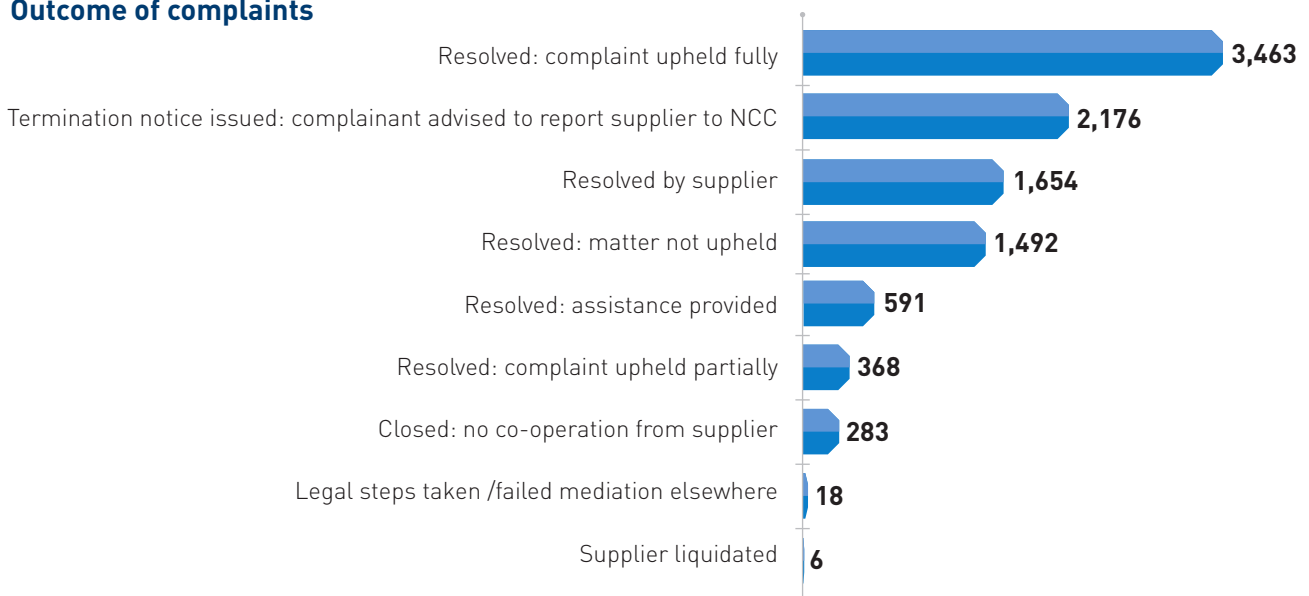 Outcome of complaints
Resolved: complaint upheld fully 3,463
Termination notice issued: complainant advised to report supplier to NCC 2,176
Resolved by supplier 1,654
Resolved: matter not upheld 1,492
Resolved: assistance provided 591
Resolved: complaint upheld partially 368
Closed: no co-operation from supplier 283
Legal steps taken /failed mediation elsewhere 18
Supplier liquidated 6